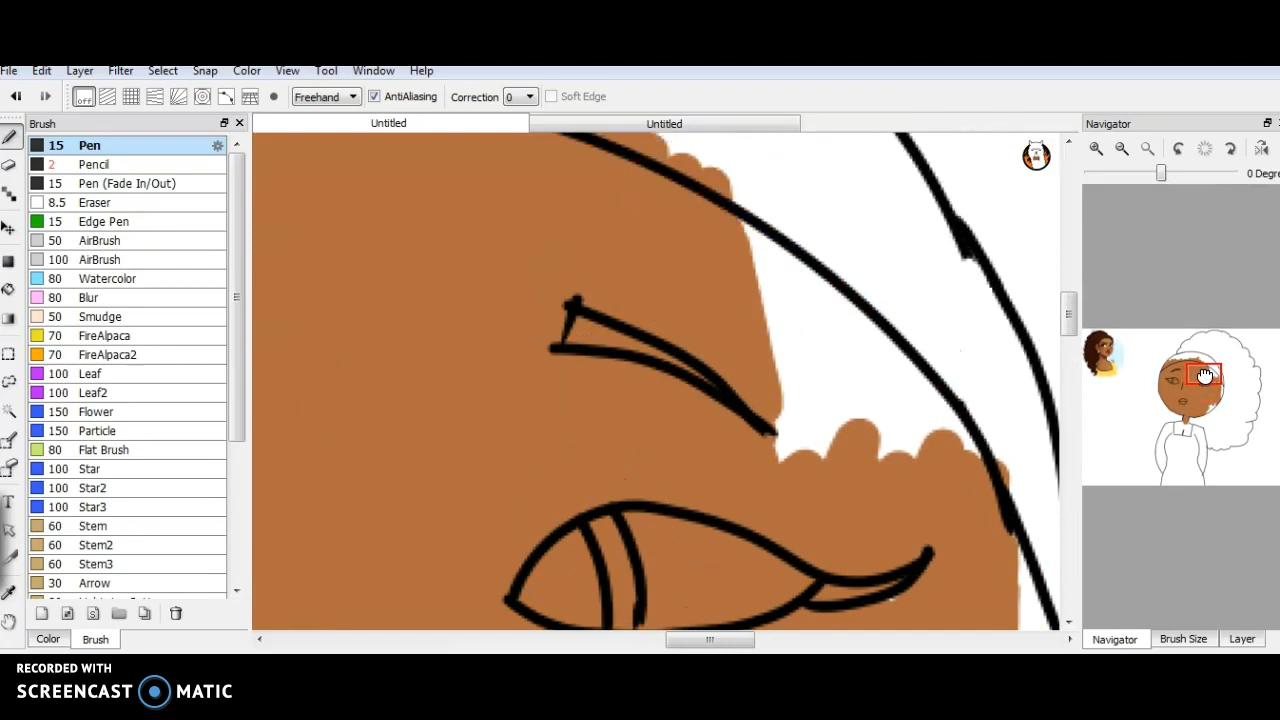 File Edit Layer Filter Select Snap Color View Tool Window Help
off Freehand AntiAliasing Correction 0 Soft Edge
Brush
Untitled Untitled
Navigator
15 Pen
2 Pencil
15 Pen (Fade In/Out)
8.5 Eraser
15 Edge Pen
50 AirBrush
100 AirBrush
80 Watercolor
80 Blur
50 Smudge
70 FireAlpaca
70 FireAlpaca2
100 Leaf
100 Leaf2
150 Flower
150 Particle
80 Flat Brush
100 Star
100 Star2
100 Star3
60 Stem
60 Stem2
60 Stem3
30 Arrow
0 Degree
Color Brush
Navigator Brush Size Layer
RECORDED WITH
SCREENCAST MATIC